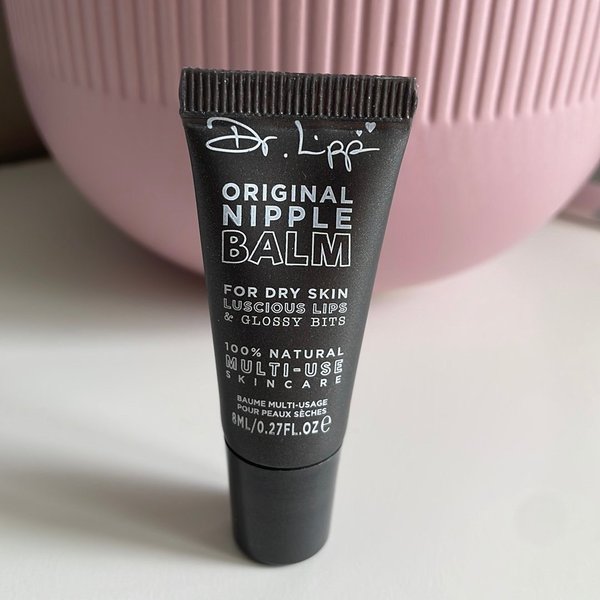 Dr. Lipp
ORIGINAL
NIPPLE
BALM
FOR DRY SKIN
LUSCIOUS LIPS
& GLOSSY BITS
100% NATURAL
MULTI-USE
SKINCARE
BAUME MULTI-USAGE
POUR PEAUX SÈCHES
8ML/0.27FL.OZ℮